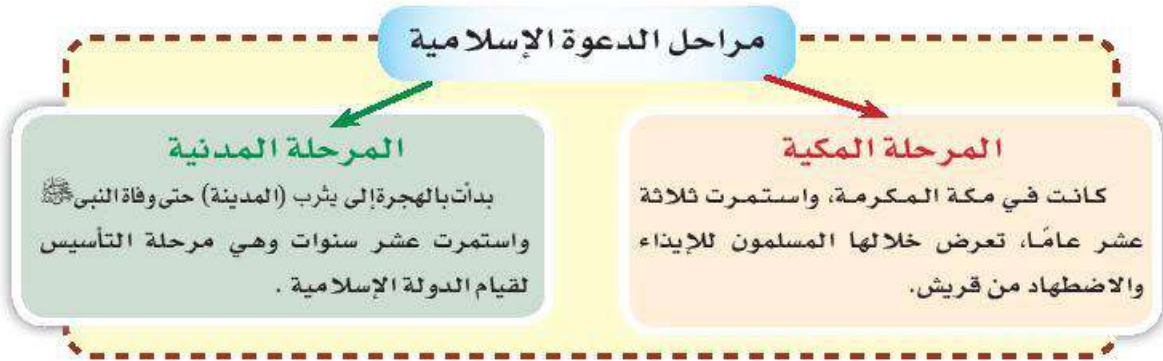 مراحل الدعوة الإسلامية
المرحلة المكية
كانت في مكة المكرمة، واستمرت ثلاثة
عشر عامًا، تعرض خلالها المسلمون للإيذاء
والاضطهاد من قريش.
المرحلة المدنية
بدأت بالهجرة إلى يثرب (المدينة) حتى وفاة النبى ﷺ
واستمرت عشر سنوات وهي مرحلة التأسيس
لقيام الدولة الإسلامية .